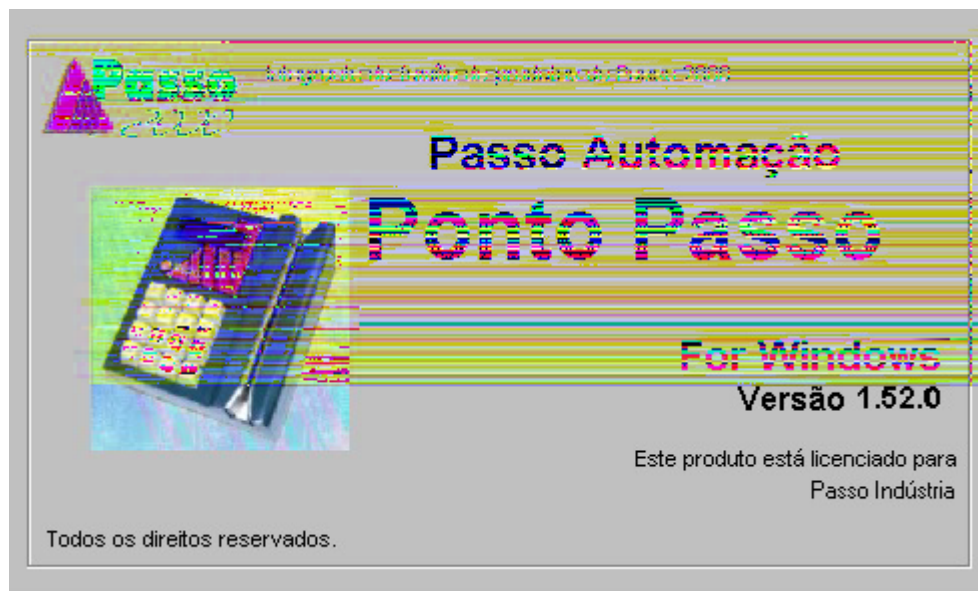 Passo
Passo Automação
Ponto Passo
For Windows
Versão 1.52.0
Este produto está licenciado para
Passo Indústria
Todos os direitos reservados.